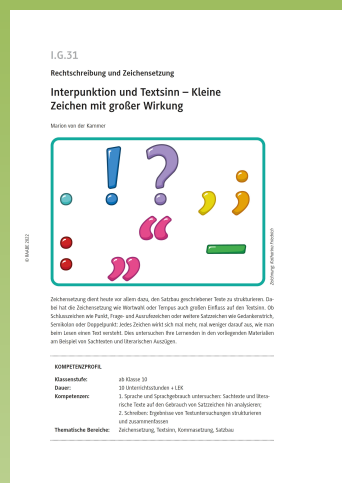 I.G.31
Rechtschreibung und Zeichensetzung
Interpunktion und Textsinn – Kleine
Zeichen mit großer Wirkung
Marion von der Kammer
! ? ;
. ,
“
: –
”
© RAABE 2022
Zeichnung: Katharina Friedrich
Zeichensetzung dient heute vor allem dazu, den Satzbau geschriebener Texte zu strukturieren. Da-
bei hat die Zeichensetzung wie Wortwahl oder Tempus auch einen großen Einfluss auf den Textsinn. Ob
Schlusszeichen wie Punkt, Frage- und Ausrufezeichen oder weitere Satzzeichen wie Gedankenstrich,
Semikolon oder Doppelpunkt: Jedes Zeichen wirkt sich mal mehr, mal weniger darauf aus, wie man
beim Lesen einen Text versteht. Dies untersuchen Ihre Lernenden in den vorliegenden Materialien
am Beispiel von Sachtexten und literarischen Auszügen.
KOMPETENZPROFIL
Klassenstufe: ab Klasse 10
Dauer: 10 Unterrichtsstunden + LEK
Kompetenzen: 1. Sprache und Sprachgebrauch untersuchen: Sachtexte und litera-
rische Texte auf den Gebrauch von Satzzeichen hin analysieren;
2. Schreiben: Ergebnisse von Textuntersuchungen strukturieren
und zusammenfassen
Thematische Bereiche: Zeichensetzung, Textsinn, Kommasetzung, Satzbau